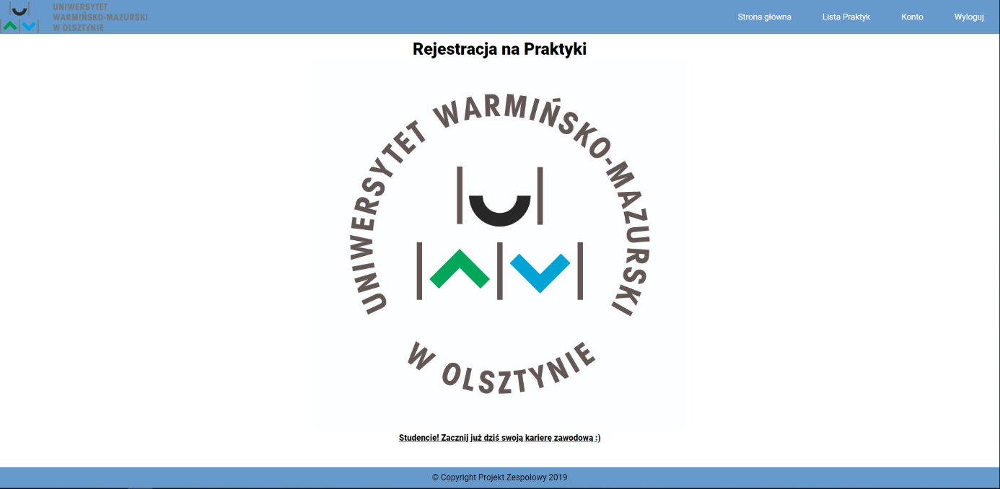 UNIWERSYTET
WARMIŃSKO-MAZURSKI
W OLSZTYNIE
Strona główna
Lista Praktyk
Konto
Wyloguj
Rejestracja na Praktyki
UNIWERSYTET WARMIŃSKO-MAZURSKI
W OLSZTYNIE
Studencie! Zacznij już dziś swoją karierę zawodową :)
© Copyright Projekt Zespołowy 2019